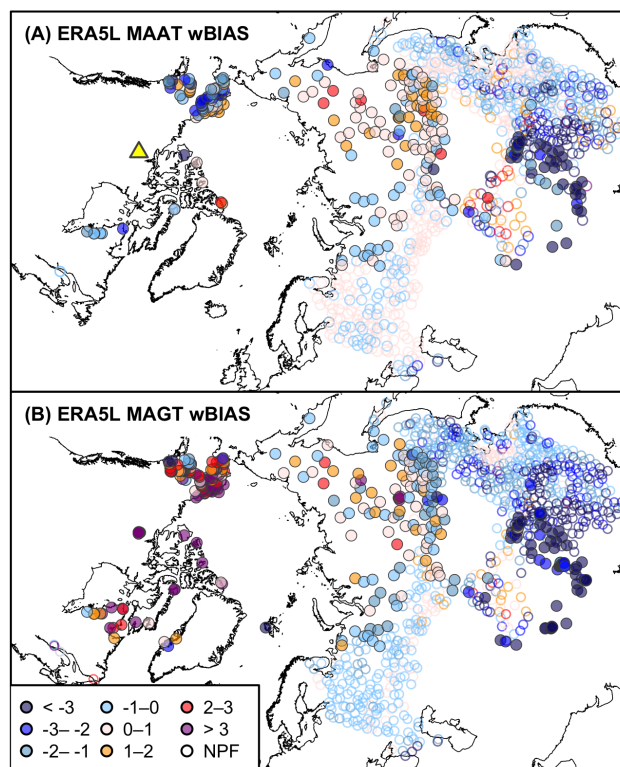 (A) ERA5L MAAT wBIAS
(B) ERA5L MAGT wBIAS
< -3 -1–0 2–3
-3– -2 0–1 > 3
-2– -1 1–2 NPF